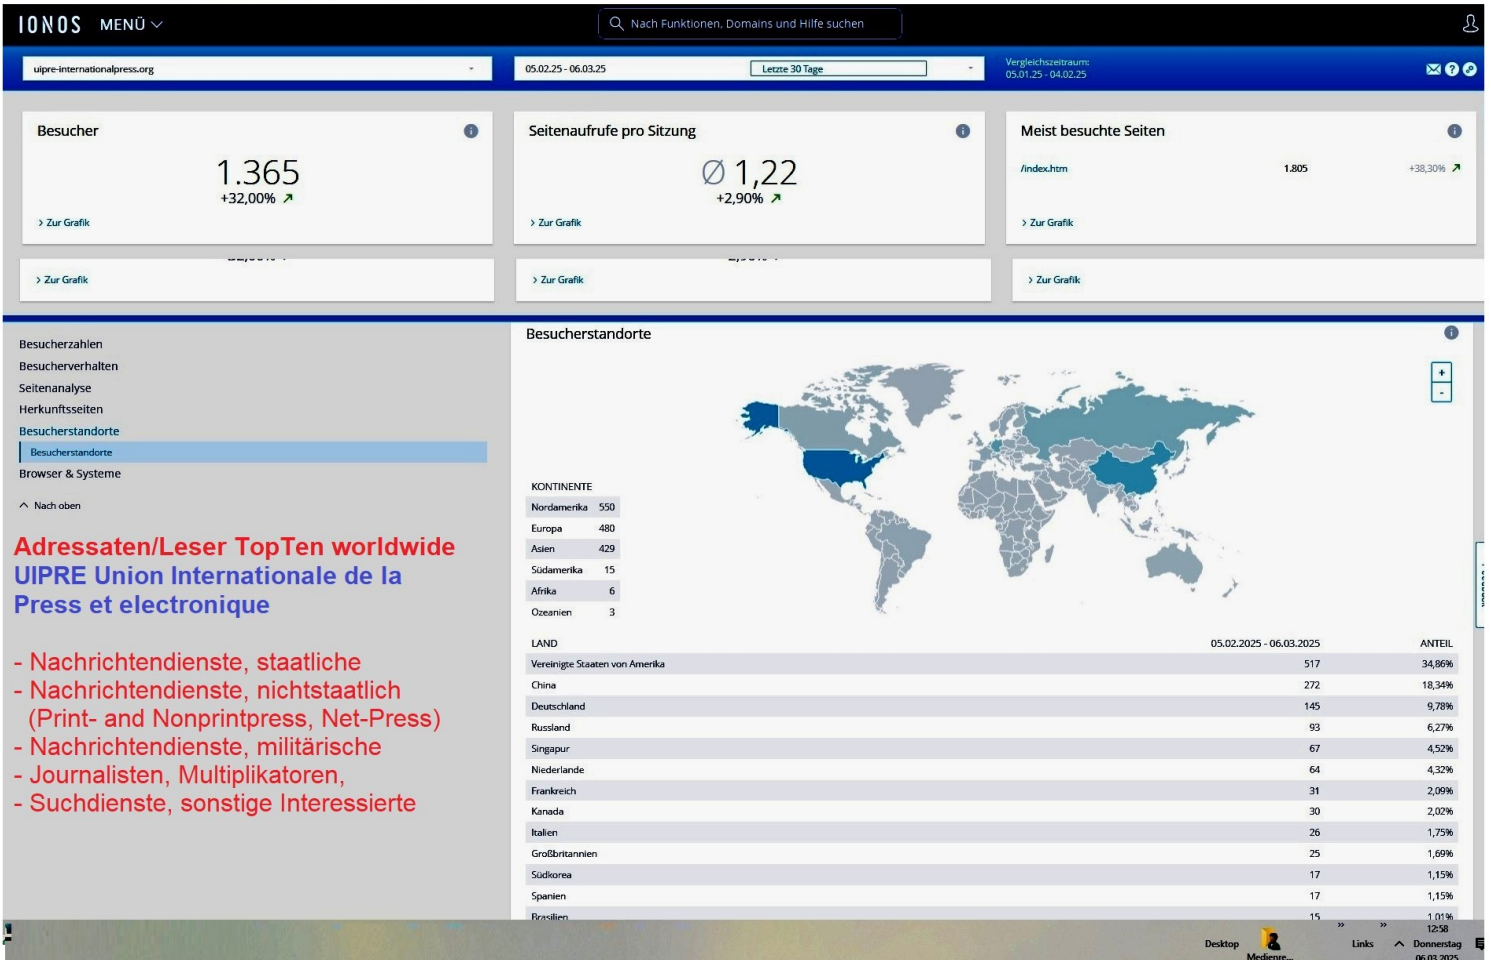 IONOS MENÜ
Nach Funktionen, Domains und Hilfe suchen
uipre-internationalpress.org
05.02.25 - 06.03.25
Letzte 30 Tage
Vergleichszeitraum:
05.01.25 - 04.02.25
Besucher
1.365
+32,00%
> Zur Grafik
Seitenaufrufe pro Sitzung
Ø 1,22
+2,90%
> Zur Grafik
Meist besuchte Seiten
/index.htm 1.805 +38,30%
> Zur Grafik
> Zur Grafik
> Zur Grafik
> Zur Grafik
Besucherzahlen
Besucherverhalten
Seitenanalyse
Herkunftsseiten
Besucherstandorte
Besucherstandorte
Browser & Systeme
Nach oben
Adressaten/Leser TopTen worldwide
UIPRE Union Internationale de la
Press et electronique
- Nachrichtendienste, staatliche
- Nachrichtendienste, nichtstaatlich
(Print- and Nonprintpress, Net-Press)
- Nachrichtendienste, militärische
- Journalisten, Multiplikatoren,
- Suchdienste, sonstige Interessierte
Besucherstandorte
+
-
KONTINENTE
Nordamerika 550
Europa 480
Asien 429
Südamerika 15
Afrika 6
Ozeanien 3
LAND 05.02.2025 - 06.03.2025 ANTEIL
Vereinigte Staaten von Amerika 517 34,86%
China 272 18,34%
Deutschland 145 9,78%
Russland 93 6,27%
Singapur 67 4,52%
Niederlande 64 4,32%
Frankreich 31 2,09%
Kanada 30 2,02%
Italien 26 1,75%
Großbritannien 25 1,69%
Südkorea 17 1,15%
Spanien 17 1,15%
Brasilien 15 1,01%
Desktop
Medienre...
Links
12:58
Donnerstag
06.03.2025